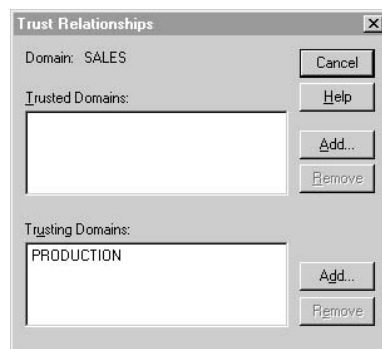 Trust Relationships
Domain: SALES
Cancel
Trusted Domains:
Help
Add...
Remove
Trusting Domains:
PRODUCTION
Add...
Remove